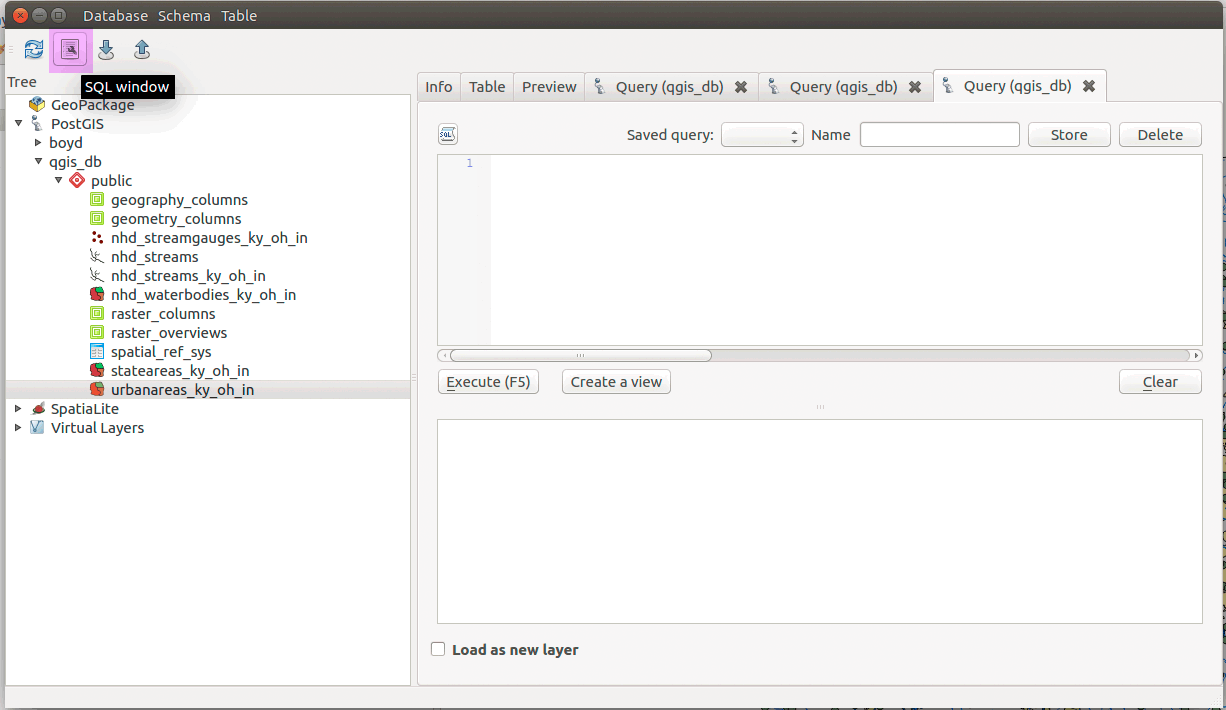 Database Schema Table
SQL window
Tree
GeoPackage
PostGIS
boyd
qgis_db
public
geography_columns
geometry_columns
nhd_streamgauges_ky_oh_in
nhd_streams
nhd_streams_ky_oh_in
nhd_waterbodies_ky_oh_in
raster_columns
raster_overviews
spatial_ref_sys
stateareas_ky_oh_in
urbanareas_ky_oh_in
SpatiaLite
Virtual Layers
Info Table Preview Query (qgis_db) Query (qgis_db) Query (qgis_db)
SQL Saved query: Name Store Delete
1
Execute (F5) Create a view Clear
Load as new layer